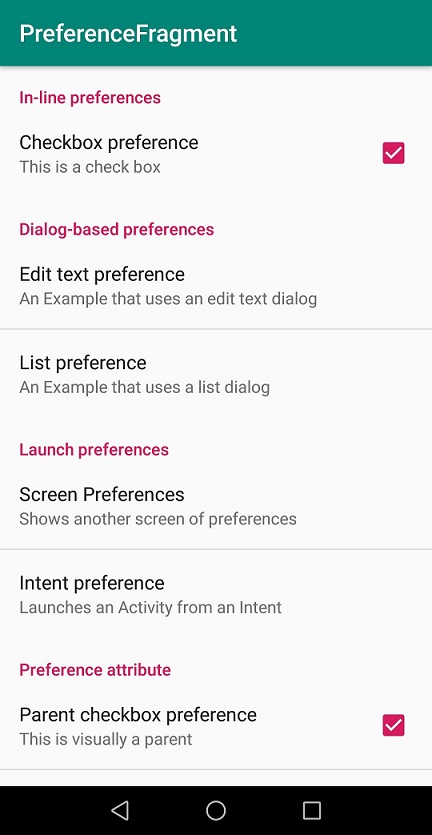 PreferenceFragment
In-line preferences
Checkbox preference
This is a check box
Dialog-based preferences
Edit text preference
An Example that uses an edit text dialog
List preference
An Example that uses a list dialog
Launch preferences
Screen Preferences
Shows another screen of preferences
Intent preference
Launches an Activity from an Intent
Preference attribute
Parent checkbox preference
This is visually a parent